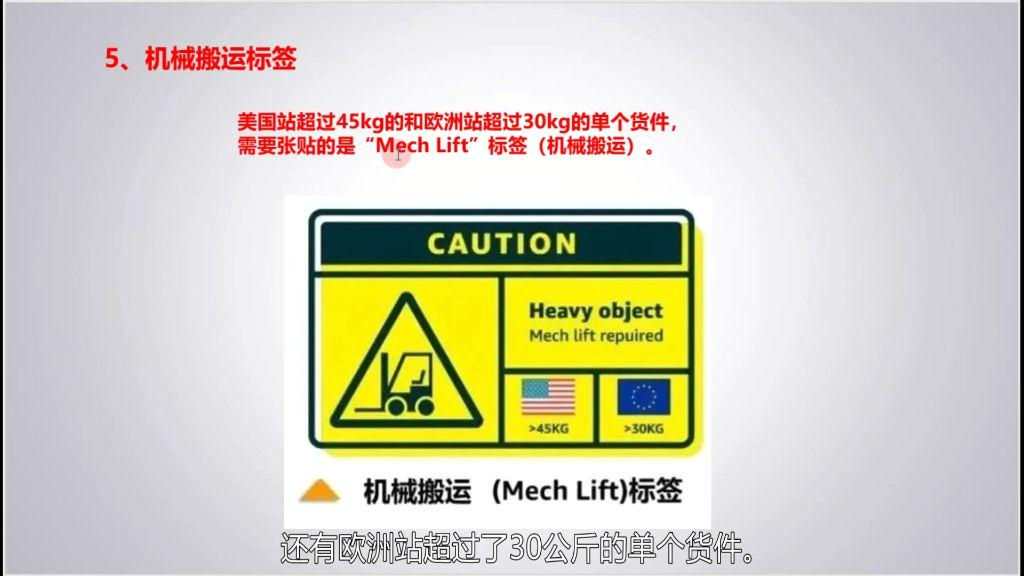 5、机械搬运标签
美国站超过45kg的和欧洲站超过30kg的单个货件，
需要张贴的是“Mech Lift”标签（机械搬运）。
CAUTION
Heavy object
Mech lift repuired
>45KG
>30KG
机械搬运 (Mech Lift)标签
还有欧洲站超过了30公斤的单个货件。